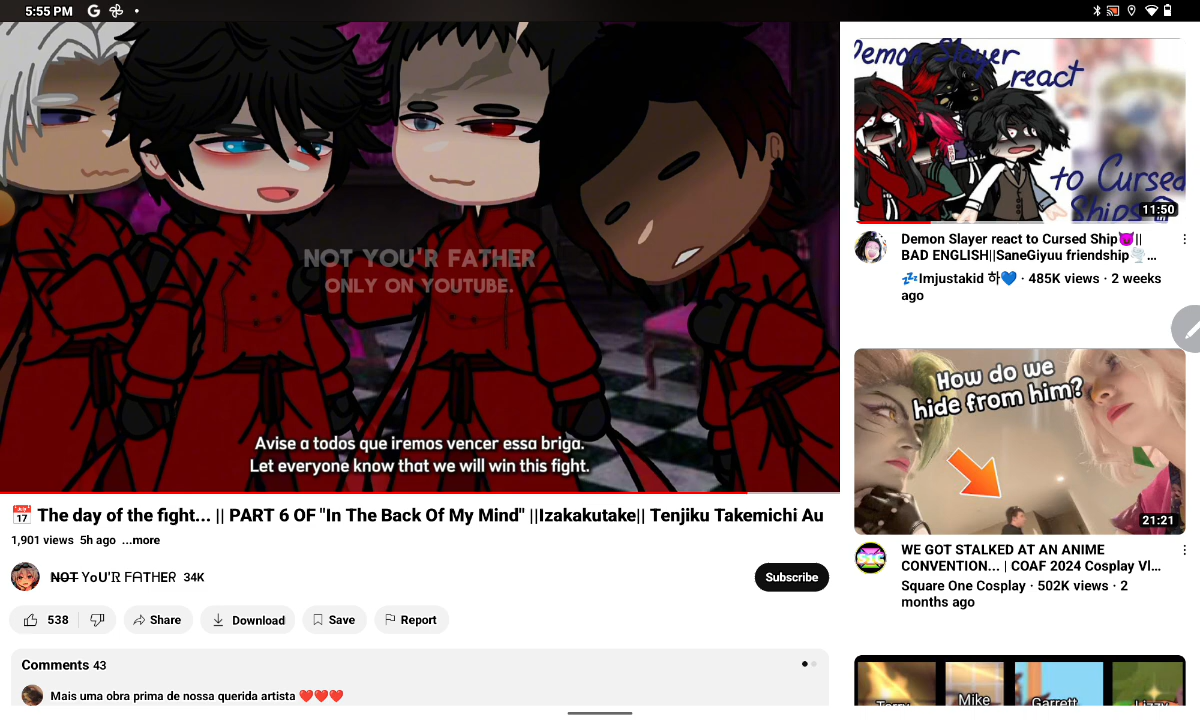 5:55 PM
NOT YOU'R FATHER
ONLY ON YOUTUBE.
Avise a todos que iremos vencer essa briga.
Let everyone know that we will win this fight.
📅 The day of the fight... || PART 6 OF "In The Back Of My Mind" ||Izakakutake|| Tenjiku Takemichi Au
1,901 views 5h ago ...more
N̶O̶T̶ YoU'ᖇ FᗩTHEᖇ 34K
Subscribe
538
Share
Download
Save
Report
Comments 43
Mais uma obra prima de nossa querida artista ❤️❤️❤️
Demon Slayer
react
to Cursed
Ships
11:50
Demon Slayer react to Cursed Ship😈||
BAD ENGLISH||SaneGiyuu friendship🌪️...
💤Imjustakid 하💙 · 485K views · 2 weeks
ago
How do we
hide from him?
21:21
WE GOT STALKED AT AN ANIME
CONVENTION... | COAF 2024 Cosplay Vl...
Square One Cosplay · 502K views · 2
months ago
Terry
Mike
Garrett
Lizzy